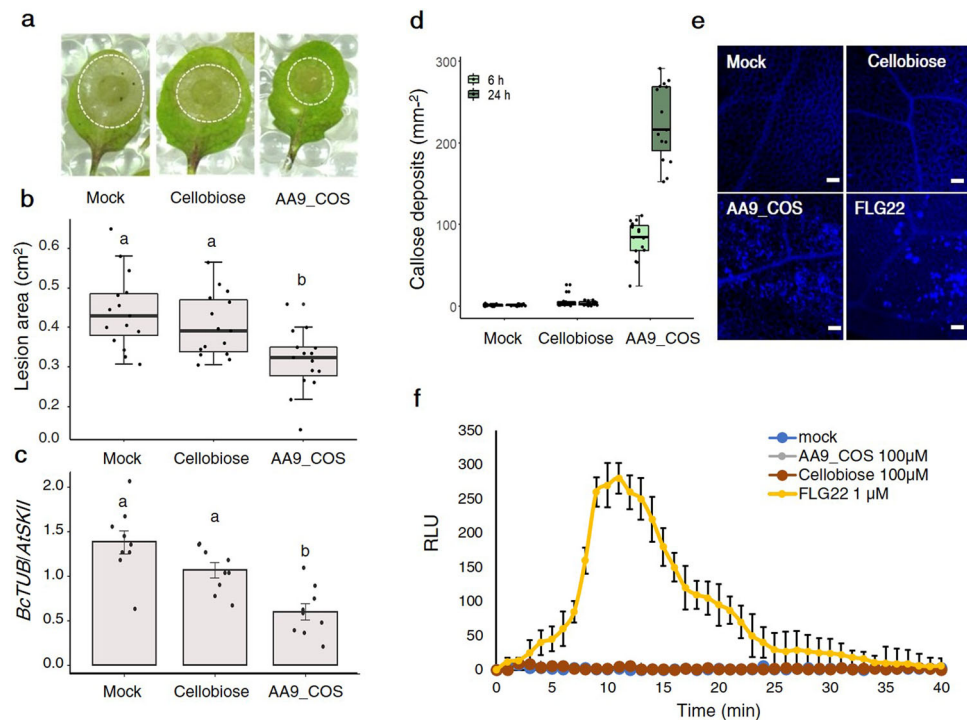 a
Mock Cellobiose AA9_COS
b
Lesion area (cm²)
0.6
0.5
0.4
0.3
0.2
0.0
a a b
Mock Cellobiose AA9_COS
c
BcTUB/AtSKII
2.0
1.5
1.0
0.5
0.0
a a b
Mock Cellobiose AA9_COS
d
Callose deposits (mm-2)
300
200
100
0
6 h
24 h
Mock Cellobiose AA9_COS
e
Mock Cellobiose
AA9_COS FLG22
f
RLU
350
300
250
200
150
100
50
0
mock
AA9_COS 100µM
Cellobiose 100µM
FLG22 1 µM
0 5 10 15 20 25 30 35 40
Time (min)